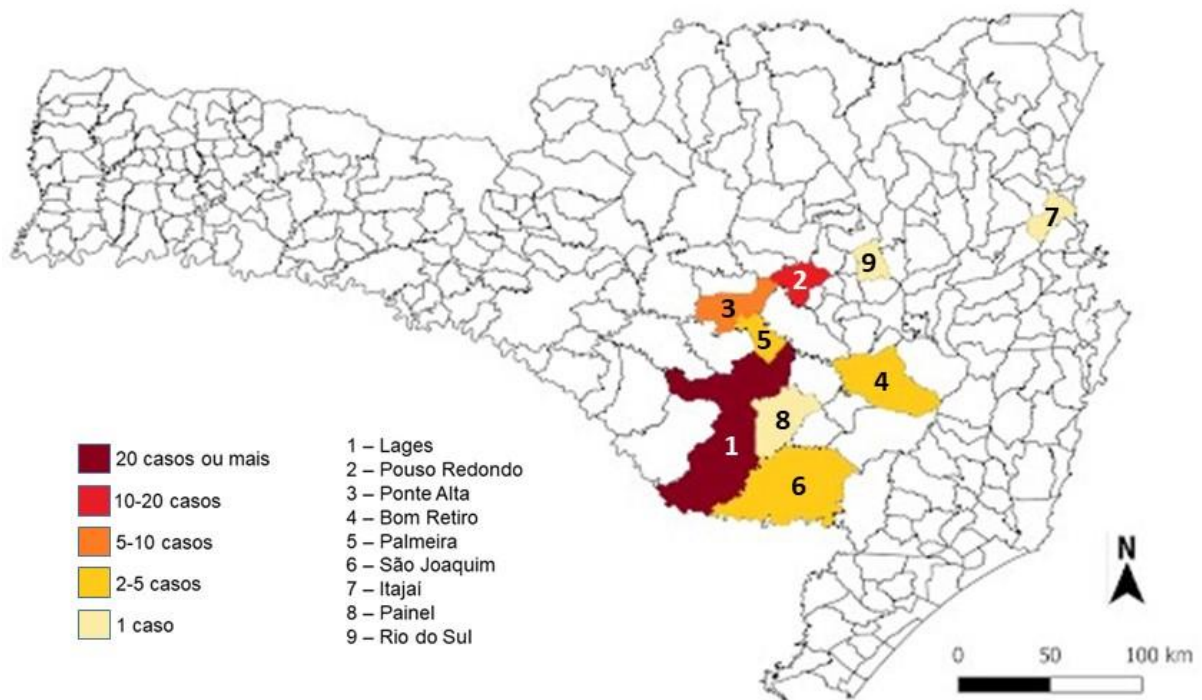 7
9
2
3
5
4
8
1
6
20 casos ou mais
10-20 casos
5-10 casos
2-5 casos
1 caso
1 – Lages
2 – Pouso Redondo
3 – Ponte Alta
4 – Bom Retiro
5 – Palmeira
6 – São Joaquim
7 – Itajaí
8 – Painel
9 – Rio do Sul
N
0 50 100 km